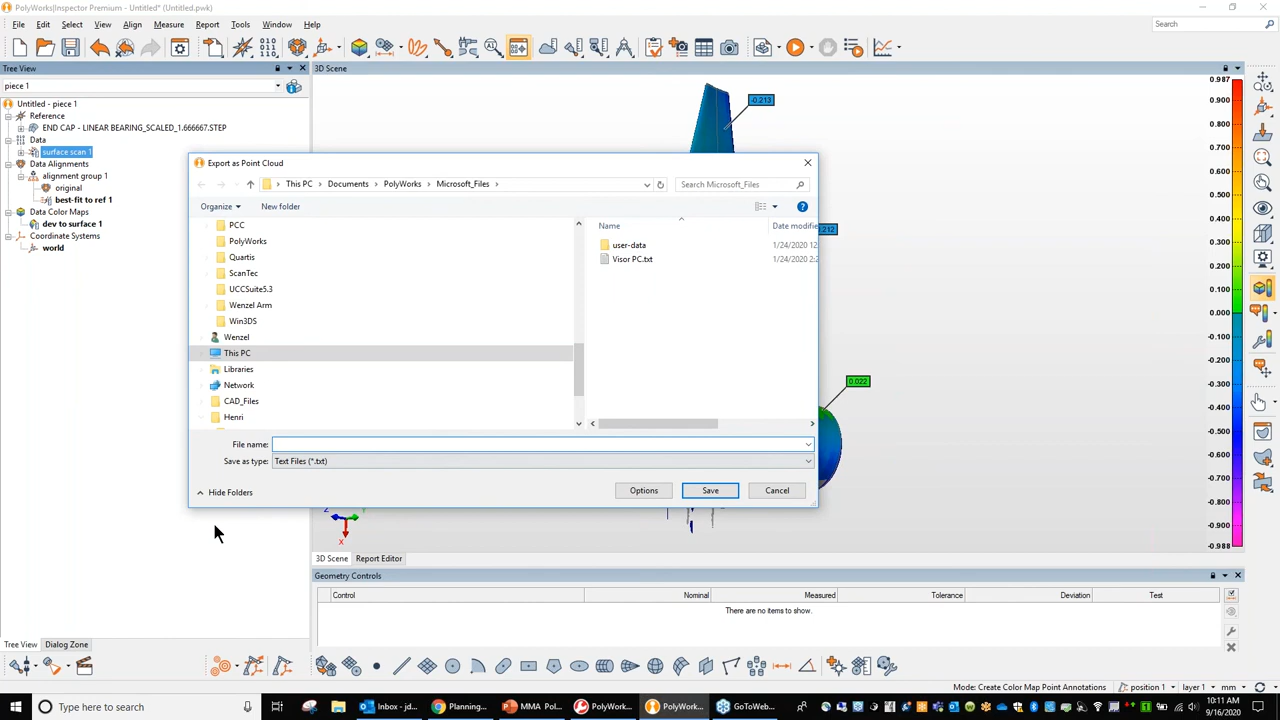 PolyWorks|Inspector Premium - Untitled* (Untitled.pwk)
File Edit Select View Align Measure Report Tools Window Help
Search
Tree View
3D Scene
piece 1
Untitled - piece 1
Reference
END CAP - LINEAR BEARING_SCALED_1.666667.STEP
Data
surface scan 1
Data Alignments
alignment group 1
original
best-fit to ref 1
Data Color Maps
dev to surface 1
Coordinate Systems
world
-0.213
0.022
0.987
0.900
0.800
0.700
0.600
0.500
0.400
0.300
0.200
0.100
0.000
-0.100
-0.200
-0.300
-0.400
-0.500
-0.600
-0.700
-0.800
-0.900
-0.988
Export as Point Cloud
This PC > Documents > PolyWorks > Microsoft_Files >
Search Microsoft_Files
Organize New folder
PCC
PolyWorks
Quartis
ScanTec
UCCSuite5.3
Wenzel Arm
Win3DS
Wenzel
This PC
Libraries
Network
CAD_Files
Henri
Name Date modifie
user-data 1/24/2020 12
Visor PC.txt 1/24/2020 2:2
File name:
Save as type: Text Files (*.txt)
Hide Folders
Options Save Cancel
X
3D Scene Report Editor
Geometry Controls
Control Nominal Measured Tolerance Deviation Test
There are no items to show.
Tree View Dialog Zone
Mode: Create Color Map Point Annotations position 1 layer 1 mm
Type here to search
Inbox - jd... Planning... MMA Pol... PolyWork... PolyWork... GoToWeb...
10:11 AM
9/16/2020